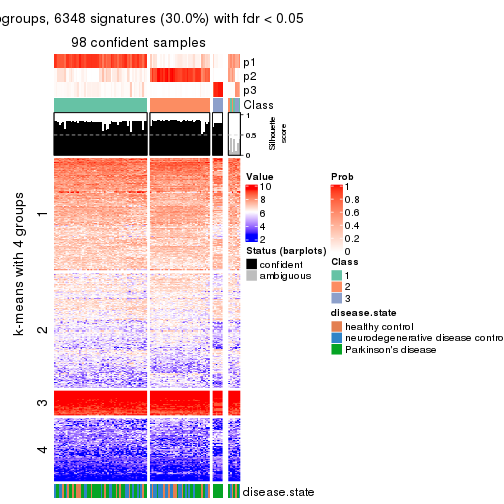 ogroups, 6348 signatures (30.0%) with fdr < 0.05
98 confident samples
p1
p2
p3
Class
1
0.5
0
Silhouette
score
k-means with 4 groups
1
2
3
4
disease.state
Value
10
8
6
4
2
Status (barplots)
confident
ambiguous
Prob
1
0.8
0.6
0.4
0.2
0
Class
1
2
3
disease.state
healthy control
neurodegenerative disease contro
Parkinson's disease